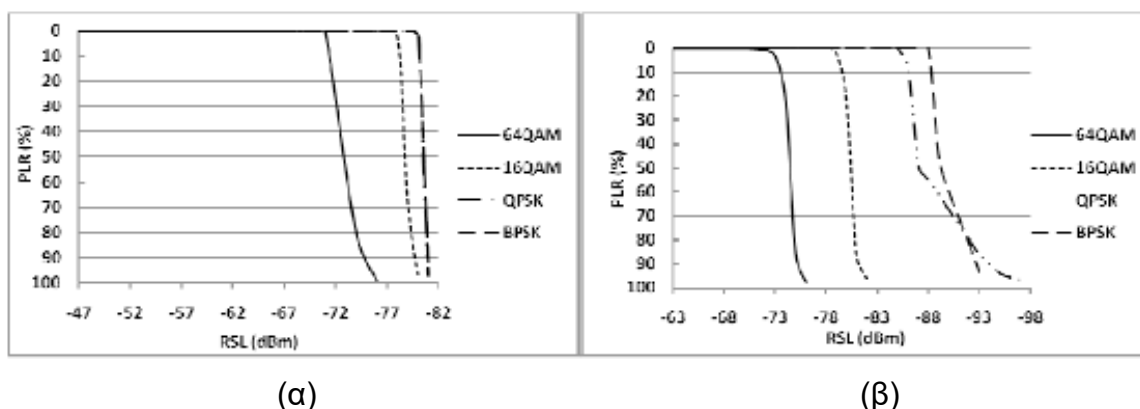 0
10
20
30
40
50
60
70
80
90
100
PLR (%)
-47 -52 -57 -62 -67 -72 -77 -82
RSL (dBm)
64QAM
16QAM
QPSK
BPSK
0
10
20
30
40
50
60
70
80
90
100
PLR (%)
-63 -68 -73 -78 -83 -88 -93 -98
RSL (dBm)
64QAM
16QAM
QPSK
BPSK
(α)
(β)